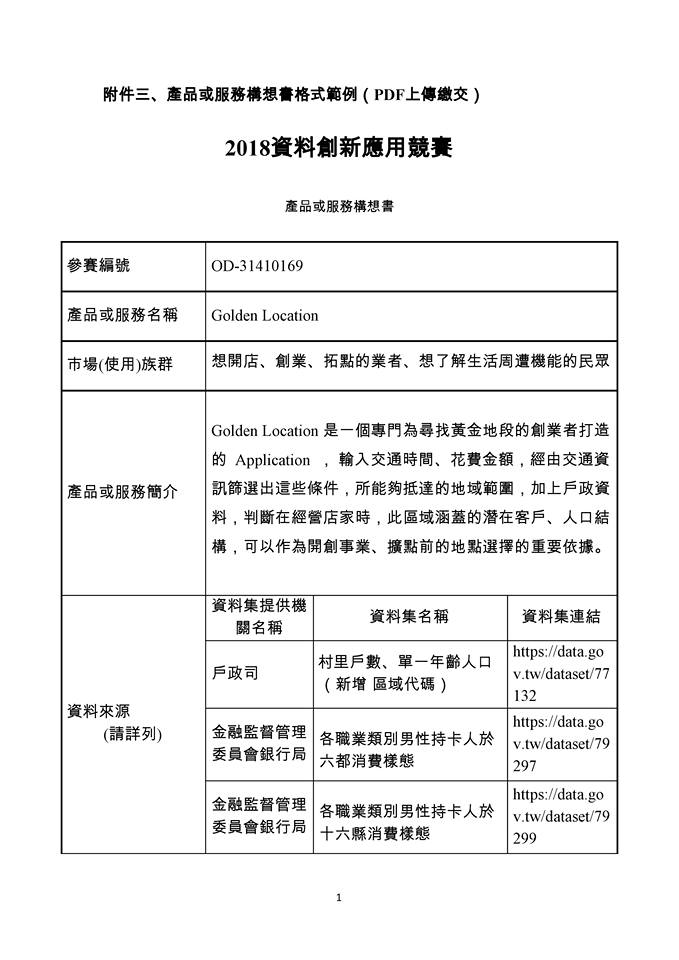 附件三、產品或服務構想書格式範例（PDF上傳繳交）
2018資料創新應用競賽
產品或服務構想書
參賽編號
OD-31410169
產品或服務名稱
Golden Location
市場(使用)族群
想開店、創業、拓點的業者、想了解生活周遭機能的民眾
產品或服務簡介
Golden Location 是一個專門為尋找黃金地段的創業者打造
的 Application ，輸入交通時間、花費金額，經由交通資
訊篩選出這些條件，所能夠抵達的地域範圍，加上戶政資
料，判斷在經營店家時，此區域涵蓋的潛在客戶、人口結
構，可以作為開創事業、擴點前的地點選擇的重要依據。
資料來源
(請詳列)
資料集提供機
關名稱
資料集名稱
資料集連結
戶政司
村里戶數、單一年齡人口
（新增 區域代碼）
https://data.go
v.tw/dataset/77
132
金融監督管理
委員會銀行局
各職業類別男性持卡人於
六都消費樣態
https://data.go
v.tw/dataset/79
297
金融監督管理
委員會銀行局
各職業類別男性持卡人於
十六縣消費樣態
https://data.go
v.tw/dataset/79
299
1